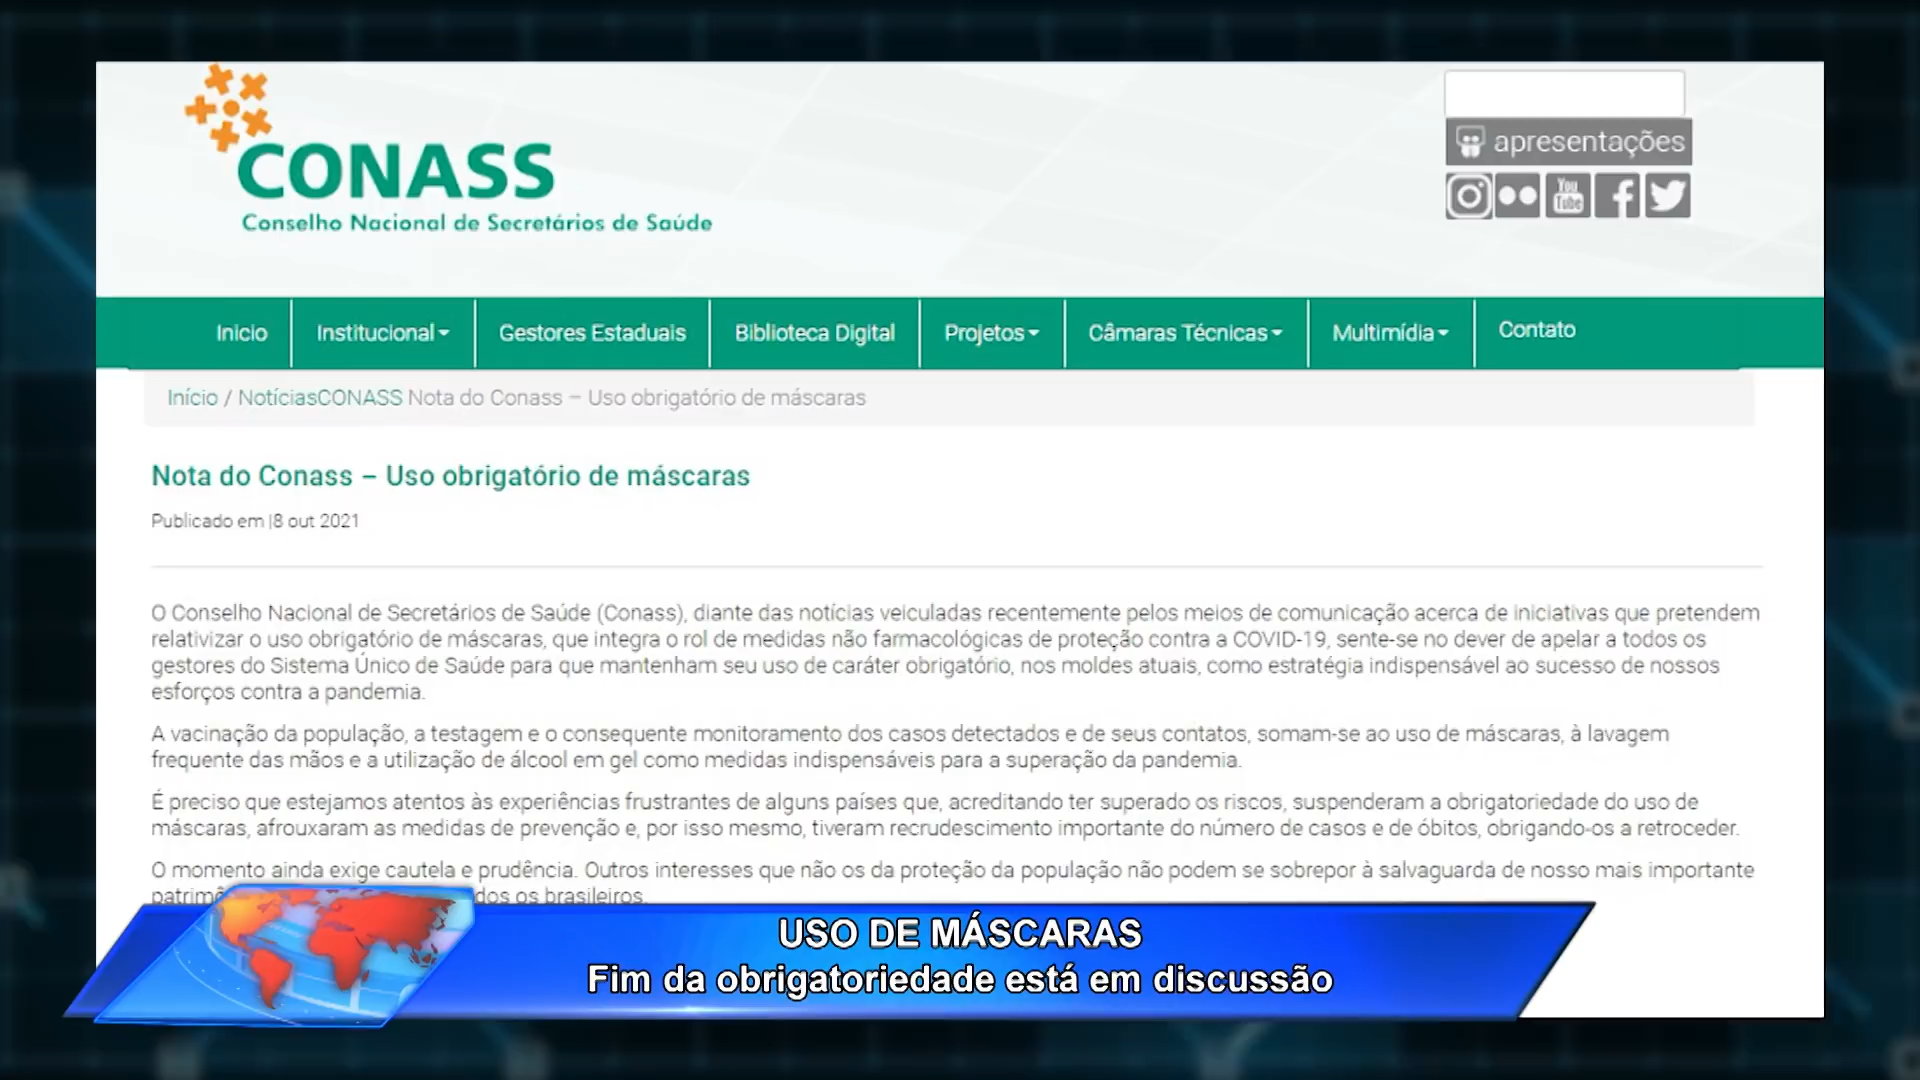 CONASS
Conselho Nacional de Secretários de Saúde
apresentações
You
Tube
Inicio
Institucional
Gestores Estaduais
Biblioteca Digital
Projetos
Câmaras Técnicas
Multimídia
Contato
Início / NotíciasCONASS Nota do Conass – Uso obrigatório de máscaras
Nota do Conass – Uso obrigatório de máscaras
Publicado em |8 out 2021
O Conselho Nacional de Secretários de Saúde (Conass), diante das notícias veiculadas recentemente pelos meios de comunicação acerca de iniciativas que pretendem
relativizar o uso obrigatório de máscaras, que integra o rol de medidas não farmacológicas de proteção contra a COVID-19, sente-se no dever de apelar a todos os
gestores do Sistema Único de Saúde para que mantenham seu uso de caráter obrigatório, nos moldes atuais, como estratégia indispensável ao sucesso de nossos
esforços contra a pandemia.
A vacinação da população, a testagem e o consequente monitoramento dos casos detectados e de seus contatos, somam-se ao uso de máscaras, à lavagem
frequente das mãos e a utilização de álcool em gel como medidas indispensáveis para a superação da pandemia.
É preciso que estejamos atentos às experiências frustrantes de alguns países que, acreditando ter superado os riscos, suspenderam a obrigatoriedade do uso de
máscaras, afrouxaram as medidas de prevenção e, por isso mesmo, tiveram recrudescimento importante do número de casos e de óbitos, obrigando-os a retroceder.
O momento ainda exige cautela e prudência. Outros interesses que não os da proteção da população não podem se sobrepor à salvaguarda de nosso mais importante
os brasileiros.
USO DE MÁSCARAS
Fim da obrigatoriedade está em discussão